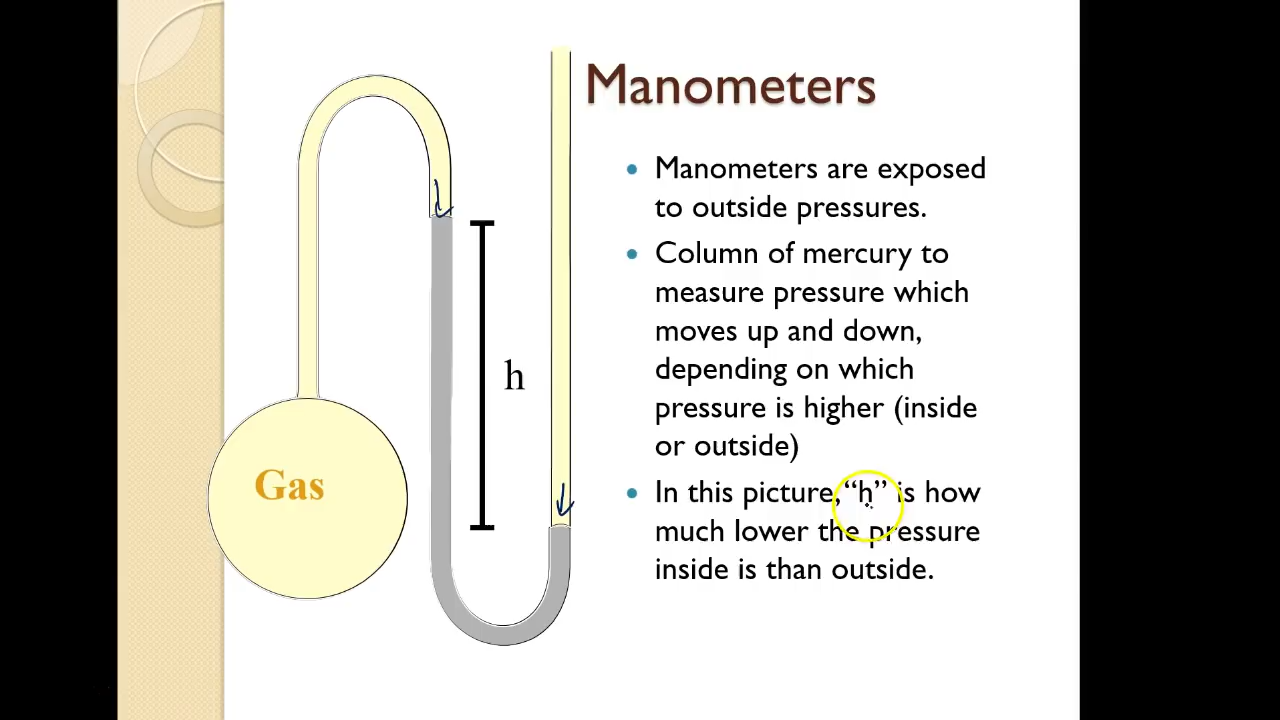 Manometers
Manometers are exposed
to outside pressures.
Column of mercury to
measure pressure which
moves up and down,
depending on which
pressure is higher (inside
or outside)
In this picture, “h” is how
much lower the pressure
inside is than outside.
h
Gas